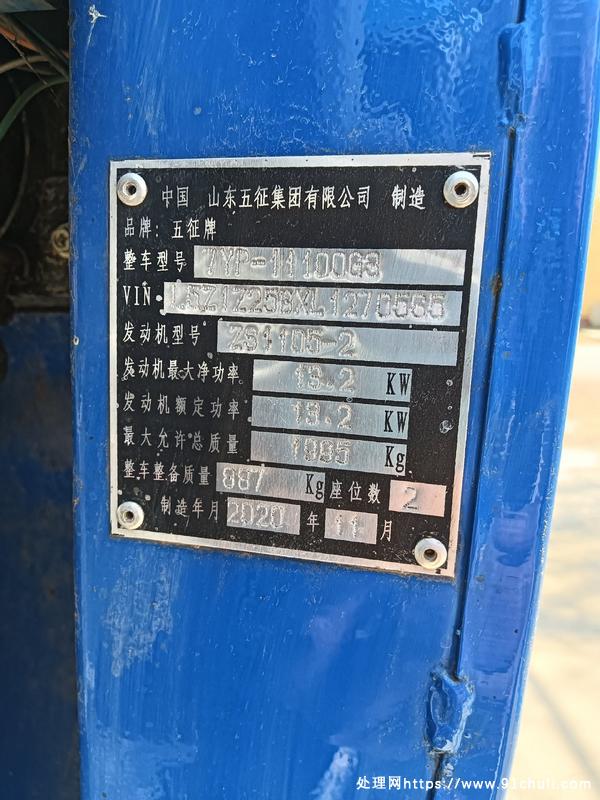 中国 山东五征集团有限公司 制造
品牌: 五征牌
整车型号 7YP-11100G3
VIN LSZ1Z25BXL1270565
发动机型号 ZS1105-2
发动机最大净功率 13.2 KW
发动机额定功率 13.2 KW
最大允许总质量 1985 Kg
整车整备质量 887 Kg 座位数 2
制造年月 2020 年 11 月
处理网https://www.91chuli.com/